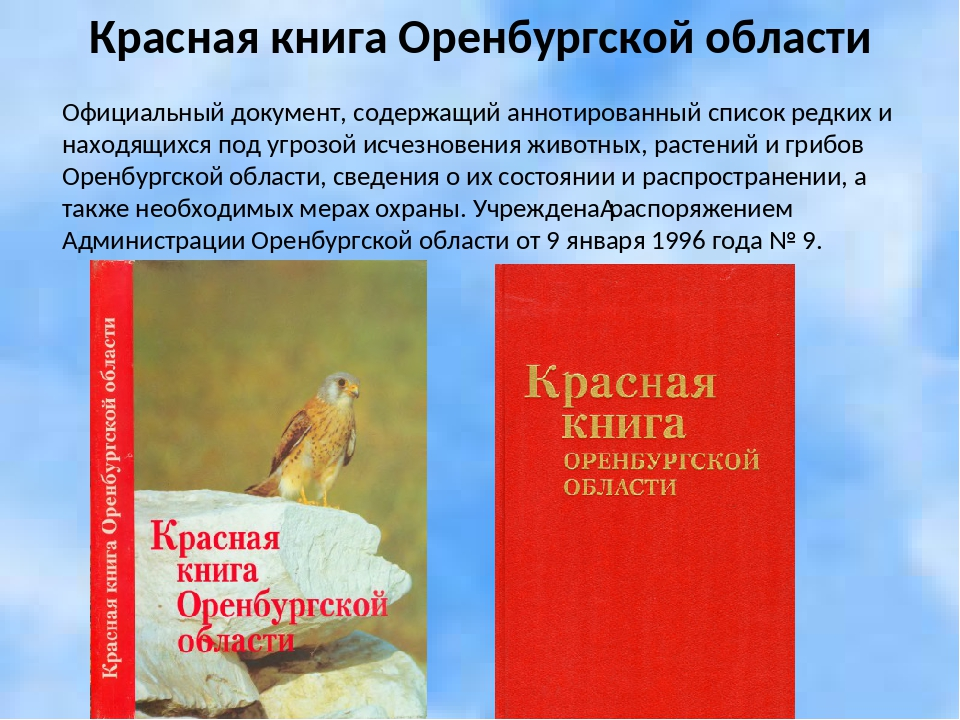 Красная книга Оренбургской области
Официальный документ, содержащий аннотированный список редких и
находящихся под угрозой исчезновения животных, растений и грибов
Оренбургской области, сведения о их состоянии и распространении, а
также необходимых мерах охраны. УчрежденаѦраспоряжением
Администрации Оренбургской области от 9 января 1996 года № 9.
Красная книга Оренбургской области
Красная
книга
Оренбургской
области
Красная
книга
ОРЕНБУРГСКОЙ
ОБЛАСТИ